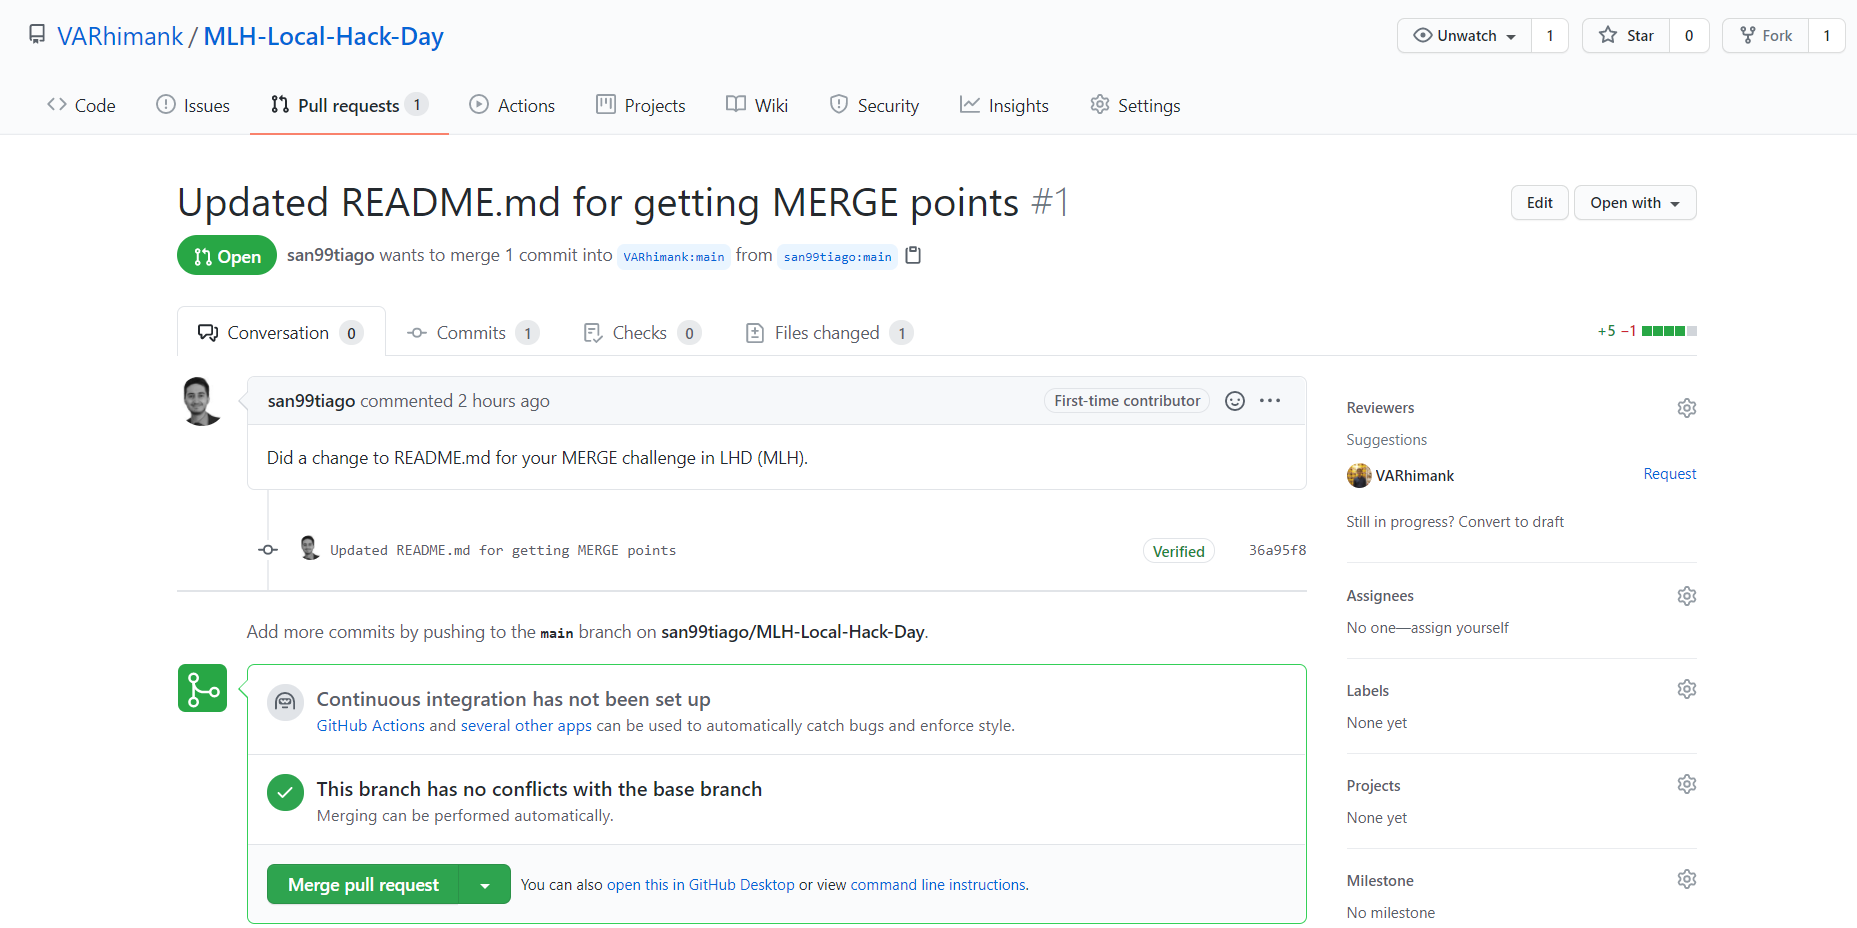 VARhimank / MLH-Local-Hack-Day
Unwatch 1 Star 0 Fork 1
Code Issues Pull requests 1 Actions Projects Wiki Security Insights Settings
Updated README.md for getting MERGE points #1
Edit Open with
Open san99tiago wants to merge 1 commit into VARhimank:main from san99tiago:main
Conversation 0 Commits 1 Checks 0 Files changed 1
+5 −1
san99tiago commented 2 hours ago
First-time contributor
Did a change to README.md for your MERGE challenge in LHD (MLH).
Updated README.md for getting MERGE points
Verified 36a95f8
Add more commits by pushing to the main branch on san99tiago/MLH-Local-Hack-Day.
Continuous integration has not been set up
GitHub Actions and several other apps can be used to automatically catch bugs and enforce style.
This branch has no conflicts with the base branch
Merging can be performed automatically.
Merge pull request You can also open this in GitHub Desktop or view command line instructions.
Reviewers
Suggestions
VARhimank Request
Still in progress? Convert to draft
Assignees
No one—assign yourself
Labels
None yet
Projects
None yet
Milestone
No milestone